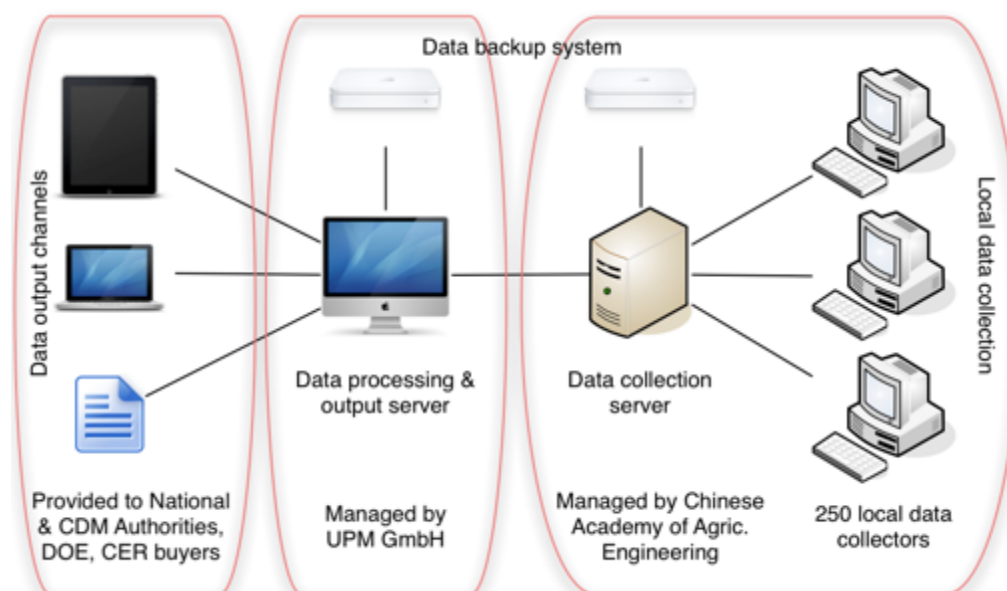 Data backup system
Data output channels
Local data collection
Data processing &
output server
Data collection
server
Provided to National
& CDM Authorities,
DOE, CER buyers
Managed by
UPM GmbH
Managed by Chinese
Academy of Agric.
Engineering
250 local data
collectors